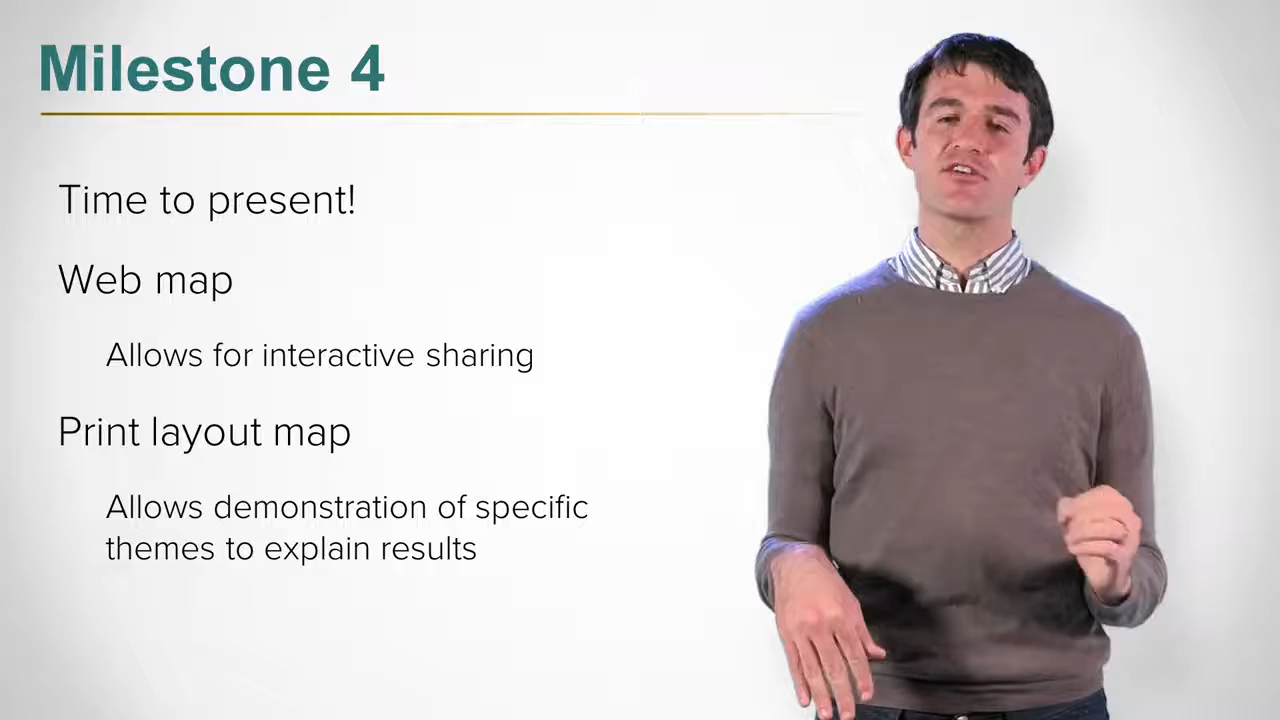 Milestone 4
Time to present!
Web map
Allows for interactive sharing
Print layout map
Allows demonstration of specific
themes to explain results